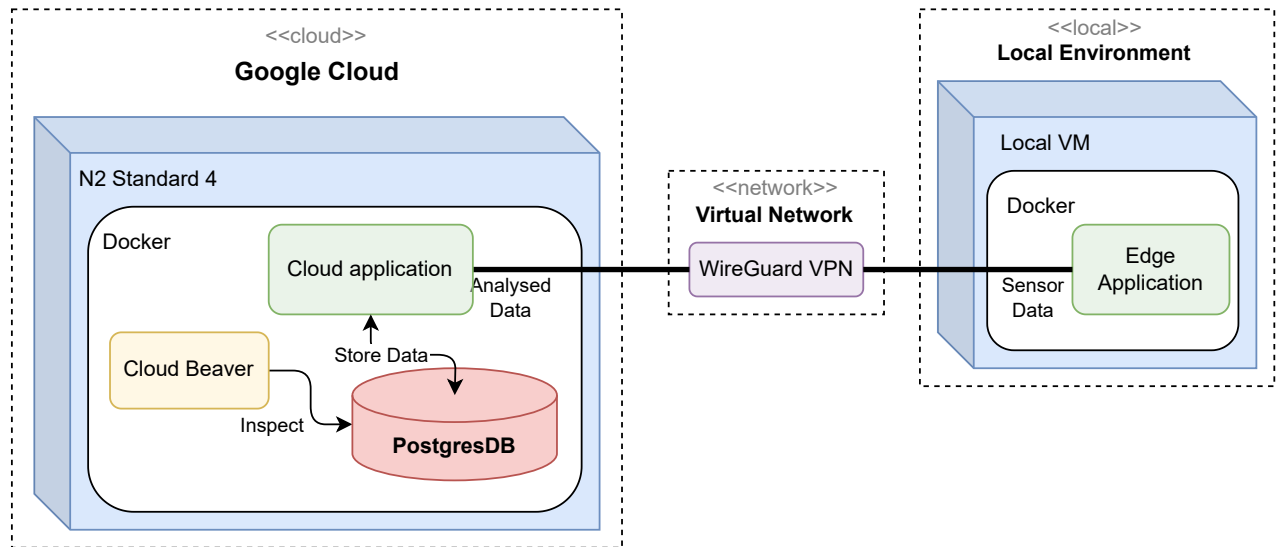 <<cloud>>
Google Cloud
N2 Standard 4
Docker
Cloud application
Analysed
Data
Store Data
Cloud Beaver
Inspect
PostgresDB
<<network>>
Virtual Network
WireGuard VPN
<<local>>
Local Environment
Local VM
Docker
Edge
Application
Sensor
Data